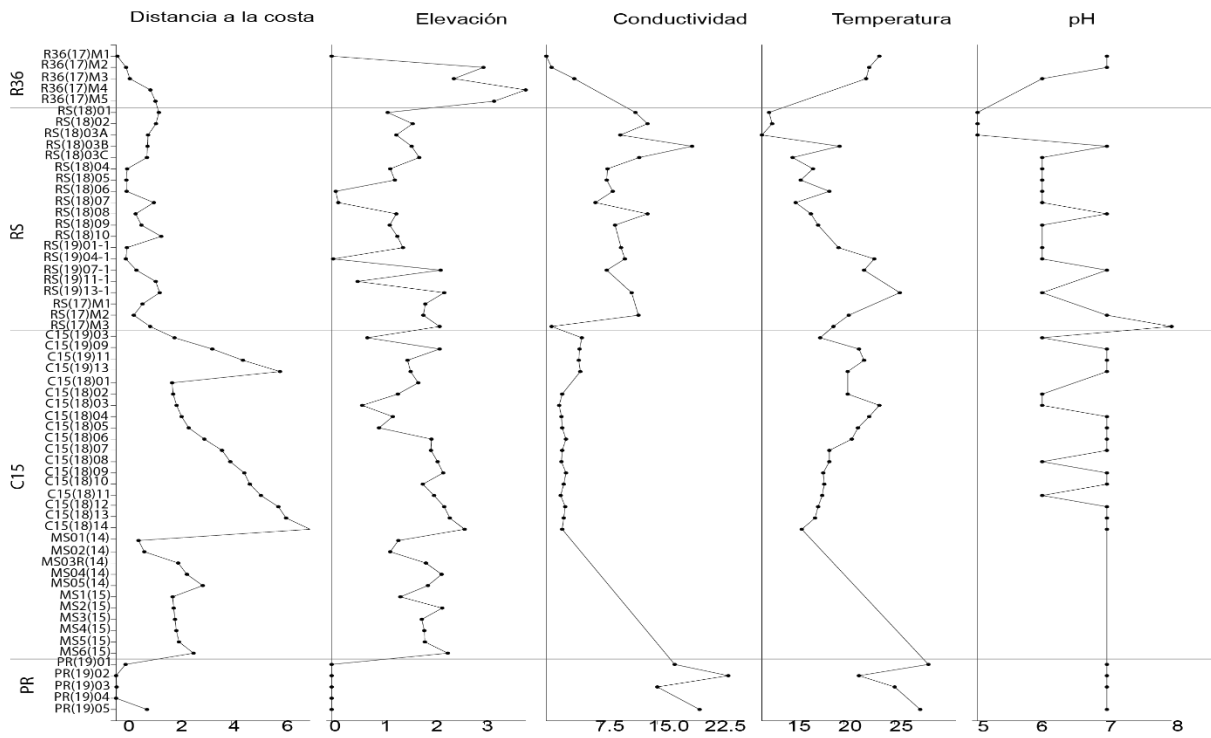 Distancia a la costa Elevación Conductividad Temperatura pH
R36
R36(17)M1
R36(17)M2
R36(17)M3
R36(17)M4
R36(17)M5
RS
RS(18)01
RS(18)02
RS(18)03A
RS(18)03B
RS(18)03C
RS(18)04
RS(18)05
RS(18)06
RS(18)07
RS(18)08
RS(18)09
RS(18)10
RS(19)01-1
RS(19)04-1
RS(19)07-1
RS(19)11-1
RS(19)13-1
RS(17)M1
RS(17)M2
RS(17)M3
C15
C15(19)03
C15(19)09
C15(19)11
C15(19)13
C15(18)01
C15(18)02
C15(18)03
C15(18)04
C15(18)05
C15(18)06
C15(18)07
C15(18)08
C15(18)09
C15(18)10
C15(18)11
C15(18)12
C15(18)13
C15(18)14
MS01(14)
MS02(14)
MS03R(14)
MS04(14)
MS05(14)
MS1(15)
MS2(15)
MS3(15)
MS4(15)
MS5(15)
MS6(15)
PR
PR(19)01
PR(19)02
PR(19)03
PR(19)04
PR(19)05
0 2 4 6 0 1 2 3 7.5 15.0 22.5 15 20 25 5 6 7 8